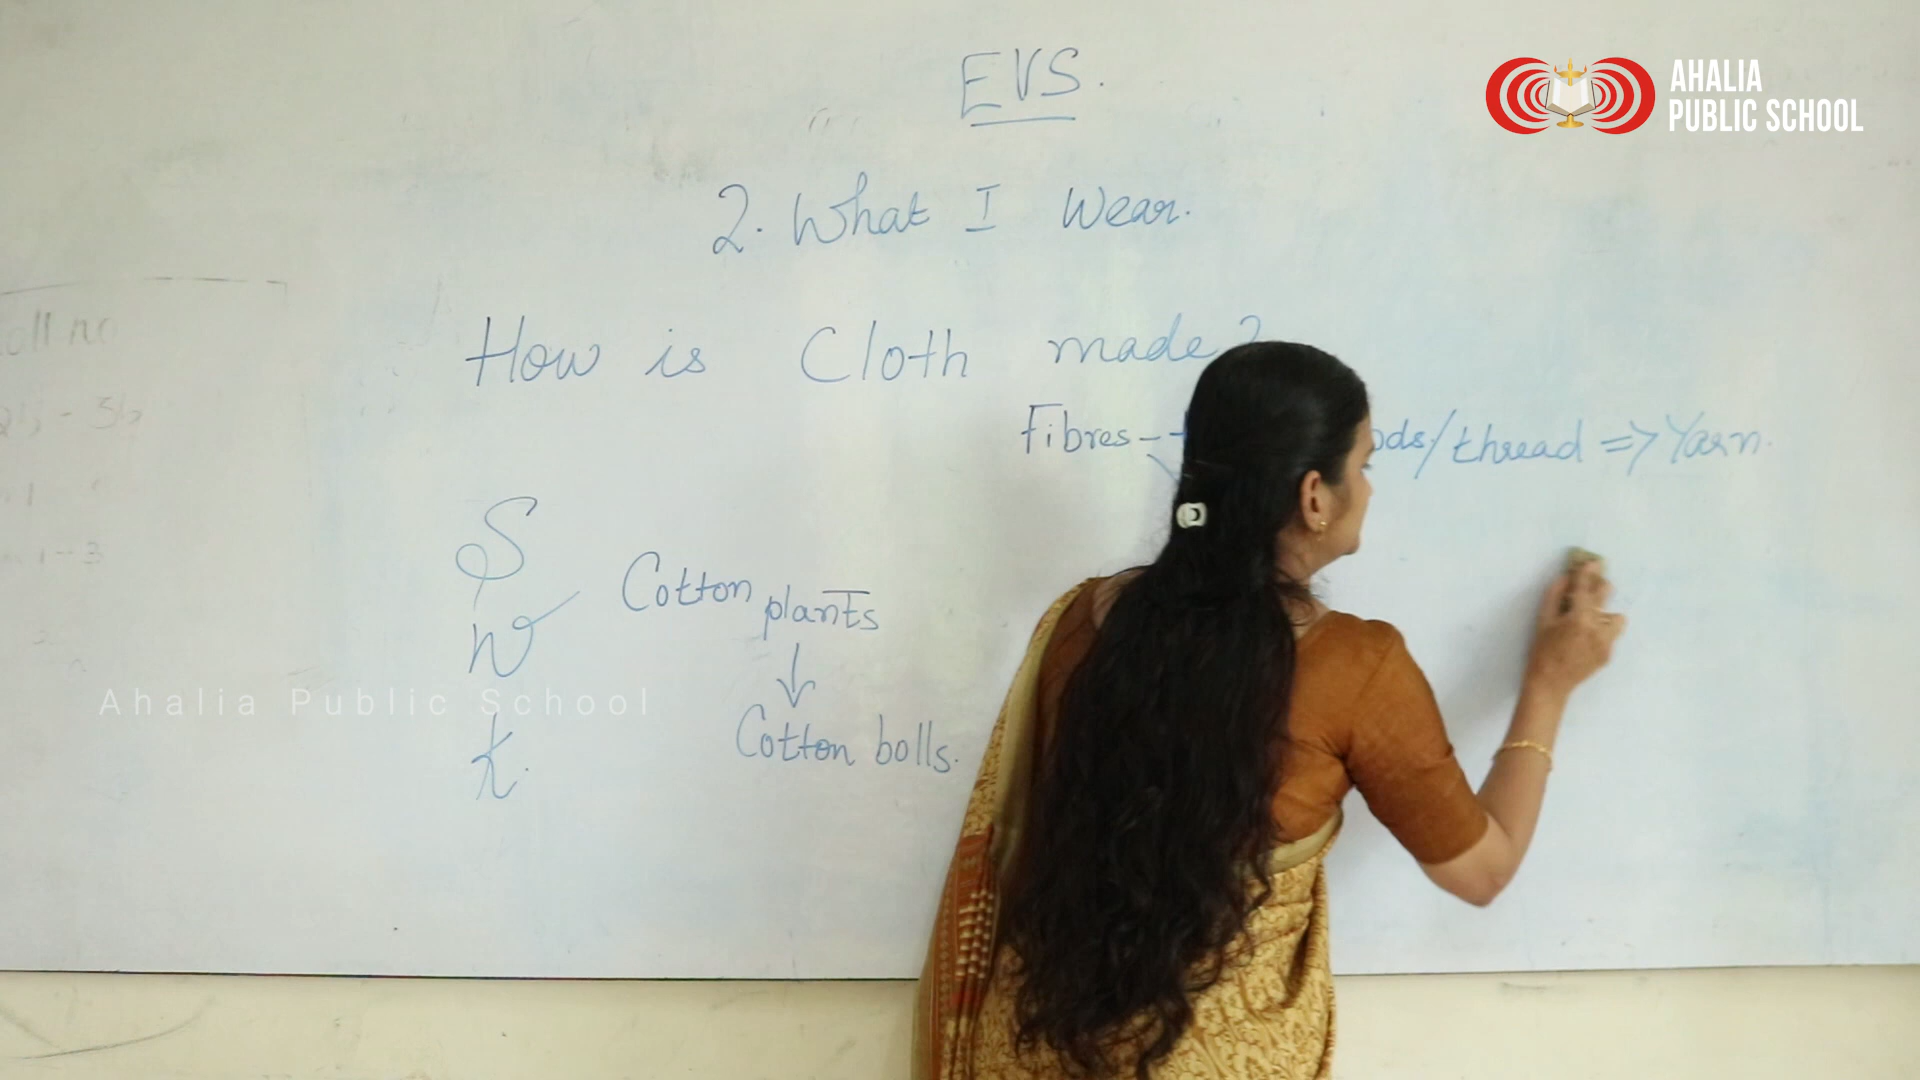 EVS.
AHALIA
PUBLIC SCHOOL
2. What I Wear.
How is Cloth made?
Fibres - /thread => Yarn.
S
W
K.
Cotton plants
↓
Cotton bolls.
Ahalia Public School